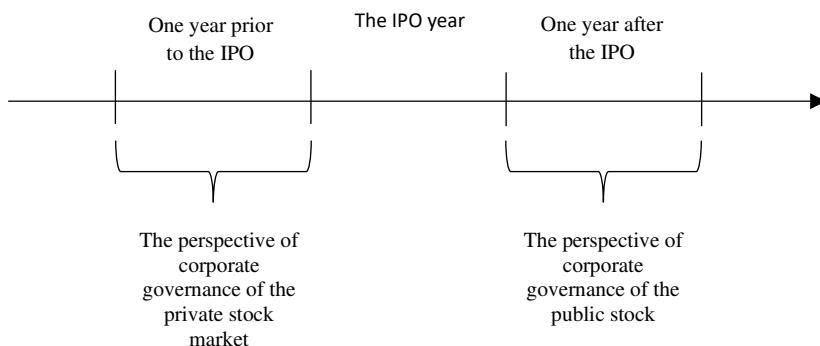 One year prior
to the IPO
The IPO year
One year after
the IPO
The perspective of
corporate
governance of the
private stock
market
The perspective of
corporate
governance of the
public stock